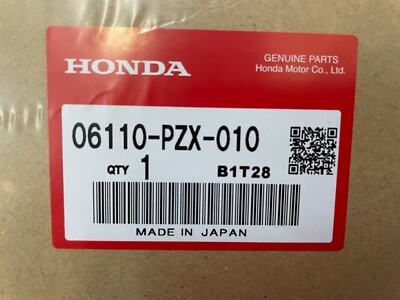 HONDA
GENUINE PARTS
Honda Motor Co., Ltd.
06110-PZX-010
QTY 1 B1T28
MADE IN JAPAN